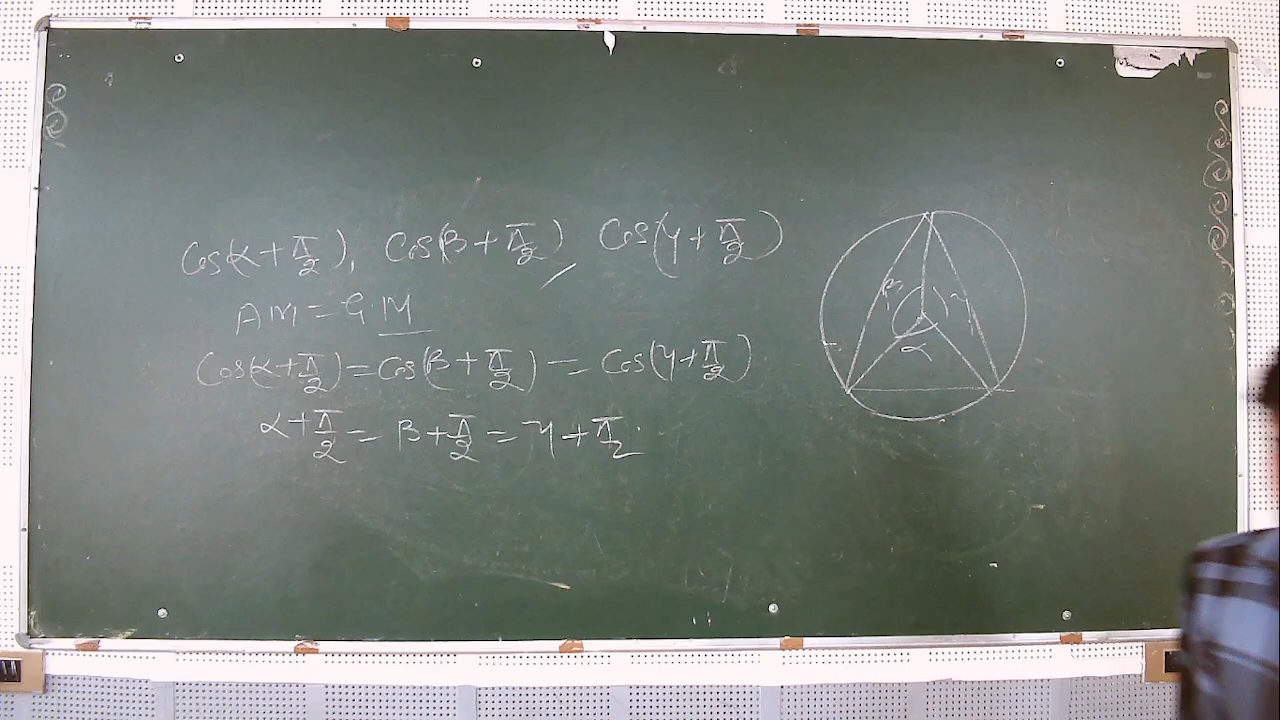 Cos(α+π/2), Cos(β+π/2), Cos(γ+π/2)
AM = G.M
Cos(α+π/2) = Cos(β+π/2) = Cos(γ+π/2)
α+π/2 = β+π/2 = γ+π/2.
β γ
α